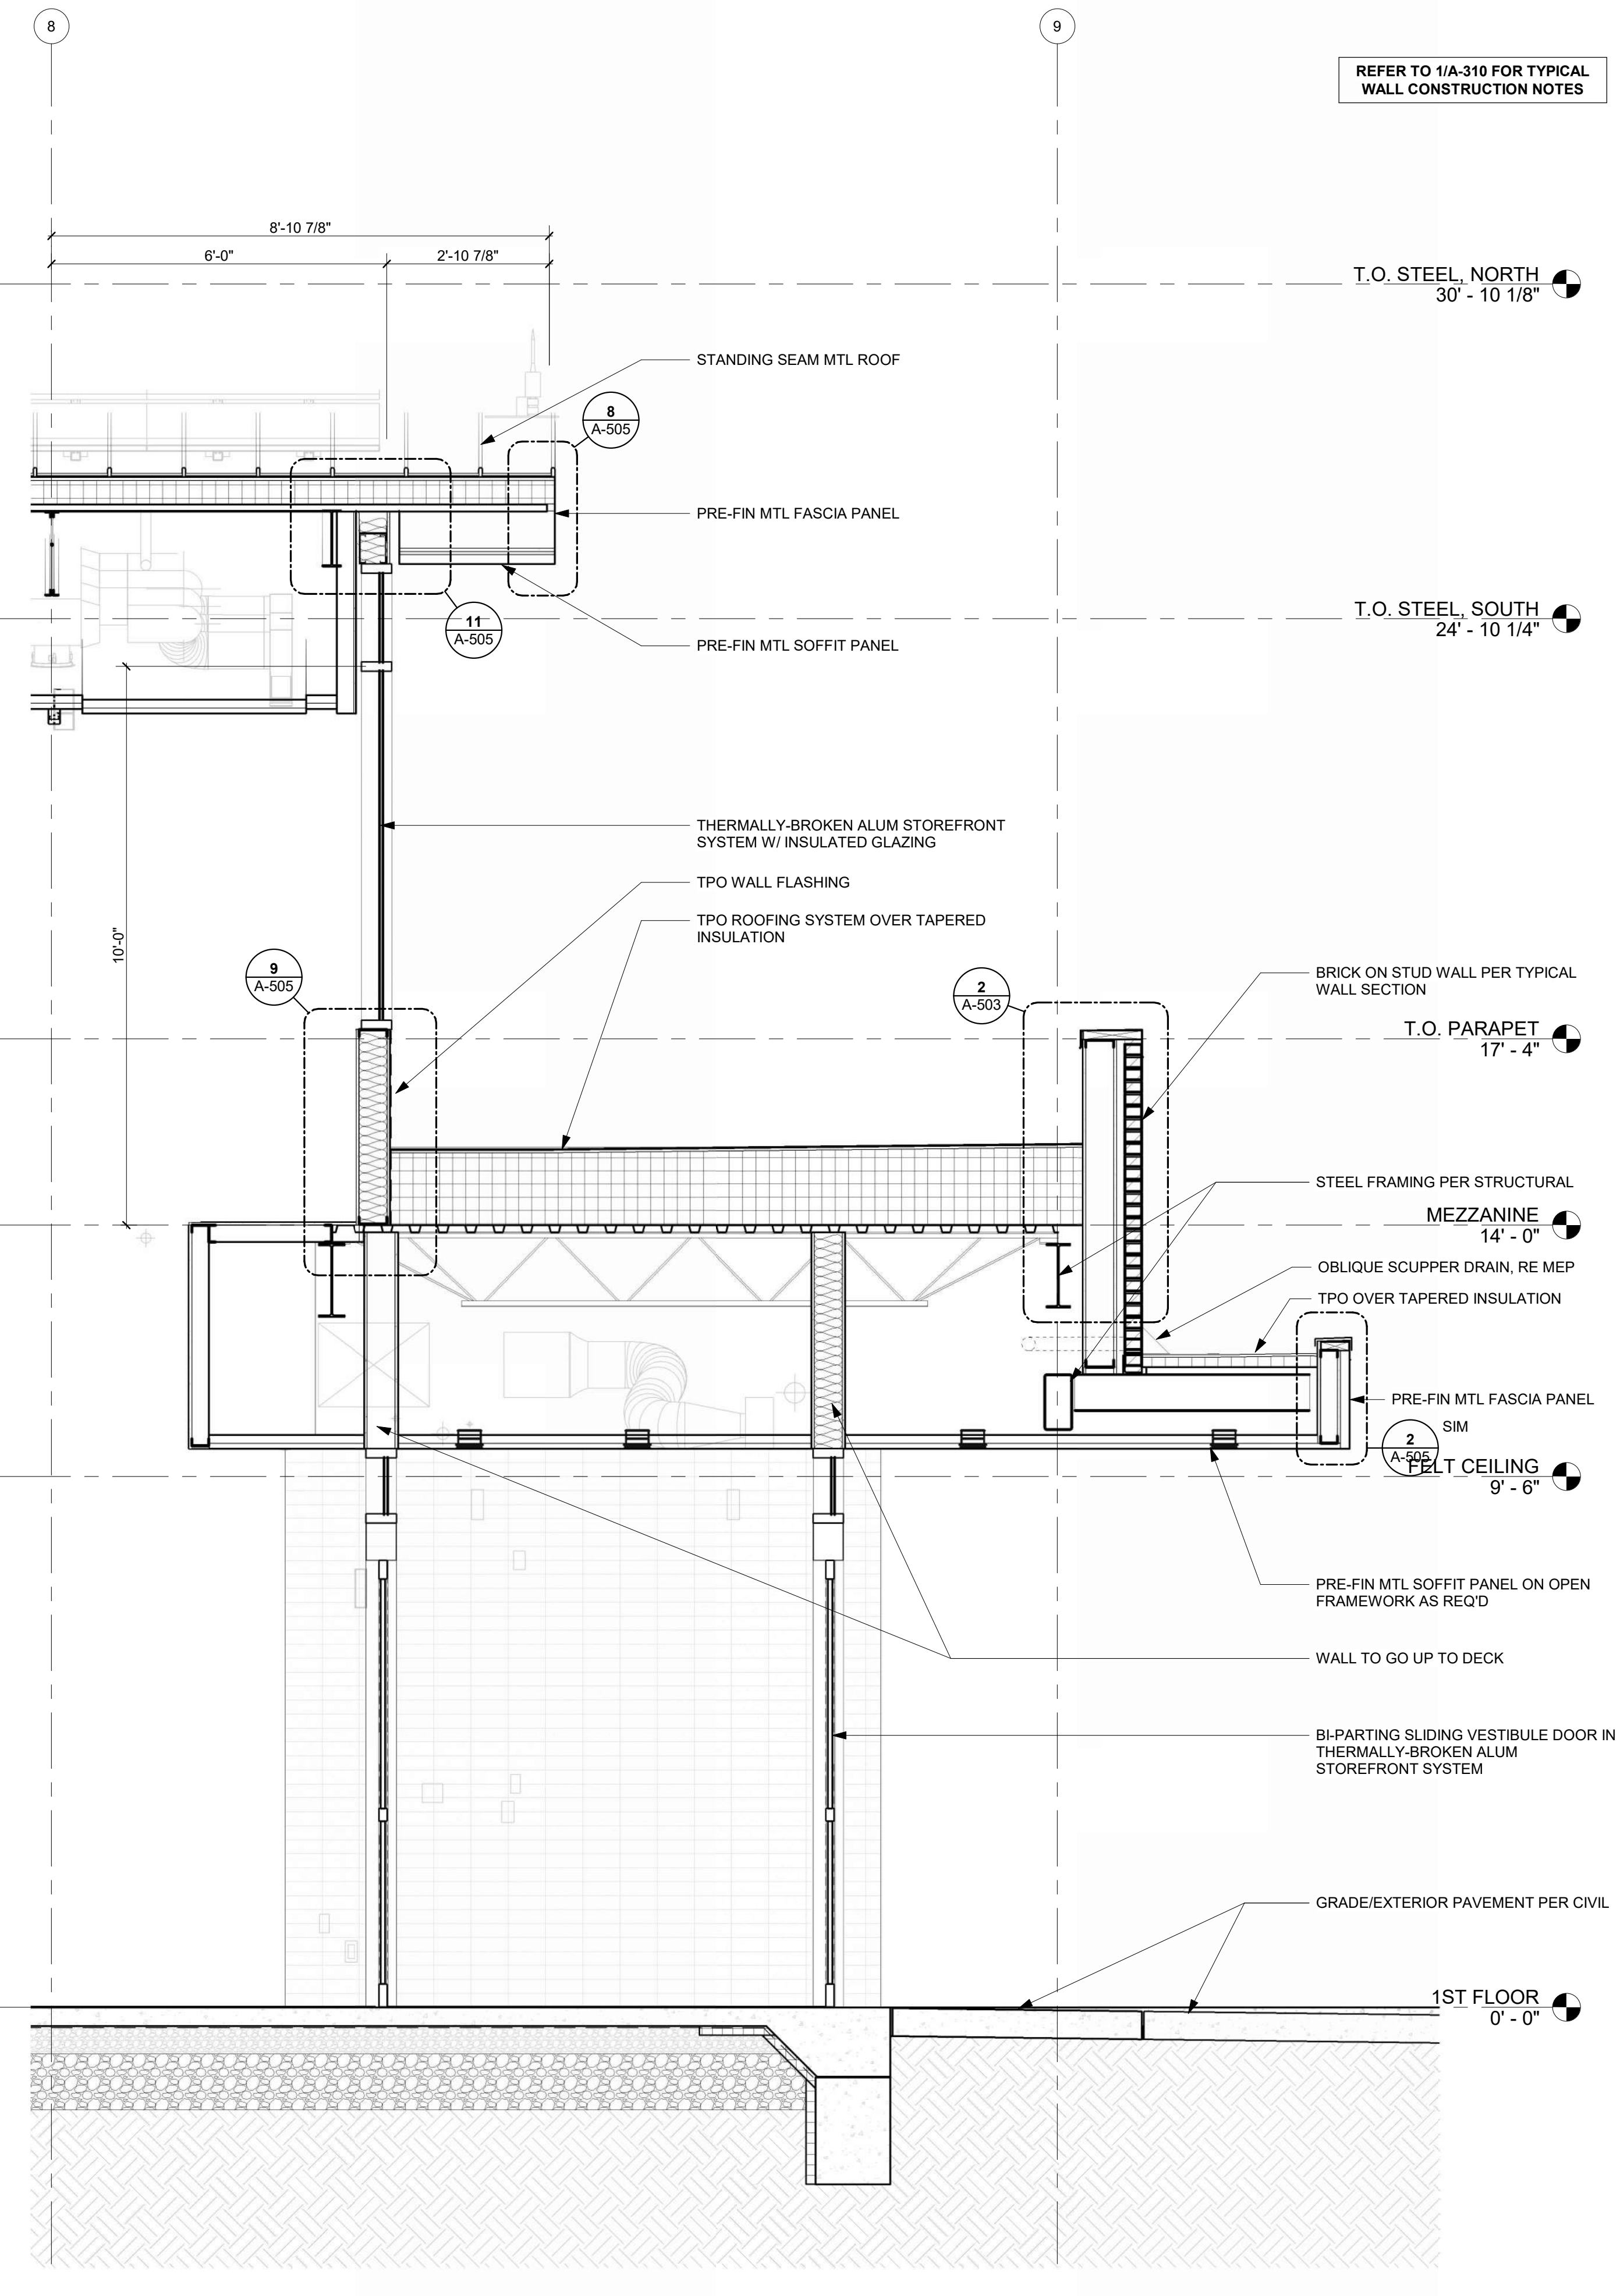 8
9
REFER TO 1/A-310 FOR TYPICAL
WALL CONSTRUCTION NOTES
8'-10 7/8"
6'-0"
2'-10 7/8"
T.O. STEEL, NORTH
30' - 10 1/8"
STANDING SEAM MTL ROOF
8
A-505
PRE-FIN MTL FASCIA PANEL
T.O. STEEL, SOUTH
24' - 10 1/4"
11
A-505
PRE-FIN MTL SOFFIT PANEL
THERMALLY-BROKEN ALUM STOREFRONT
SYSTEM W/ INSULATED GLAZING
TPO WALL FLASHING
TPO ROOFING SYSTEM OVER TAPERED
INSULATION
10'-0"
9
A-505
2
A-503
BRICK ON STUD WALL PER TYPICAL
WALL SECTION
T.O. PARAPET
17' - 4"
STEEL FRAMING PER STRUCTURAL
MEZZANINE
14' - 0"
OBLIQUE SCUPPER DRAIN, RE MEP
TPO OVER TAPERED INSULATION
PRE-FIN MTL FASCIA PANEL
SIM
2
A-505
FELT CEILING
9' - 6"
PRE-FIN MTL SOFFIT PANEL ON OPEN
FRAMEWORK AS REQ'D
WALL TO GO UP TO DECK
BI-PARTING SLIDING VESTIBULE DOOR IN
THERMALLY-BROKEN ALUM
STOREFRONT SYSTEM
GRADE/EXTERIOR PAVEMENT PER CIVIL
1ST FLOOR
0' - 0"